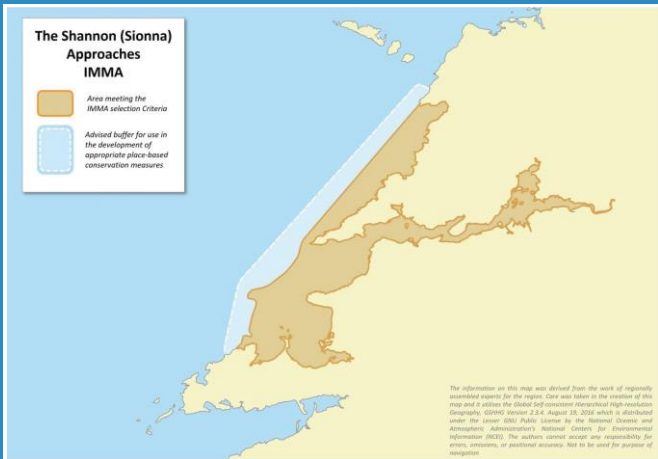 The Shannon (Sionna)
Approaches
IMMA
Area meeting the
IMMA selection Criteria
Advised buffer for use in
the development of
appropriate place-based
conservation measures
The information on this map was derived from the work of regionally
assembled experts for the region. Care was taken in the creation of this
map and it utilises the Global Self-consistent Hierarchical High-resolution
Geography, GSHHG Version 2.3.4. August 19, 2016 which is distributed
under the Lesser GNU Public License by the National Oceanic and
Atmospheric Administration's National Centers for Environmental
Information (NCEI). The authors cannot accept any responsibility for
errors, omissions, or positional accuracy. Not to be used for purpose of
navigation